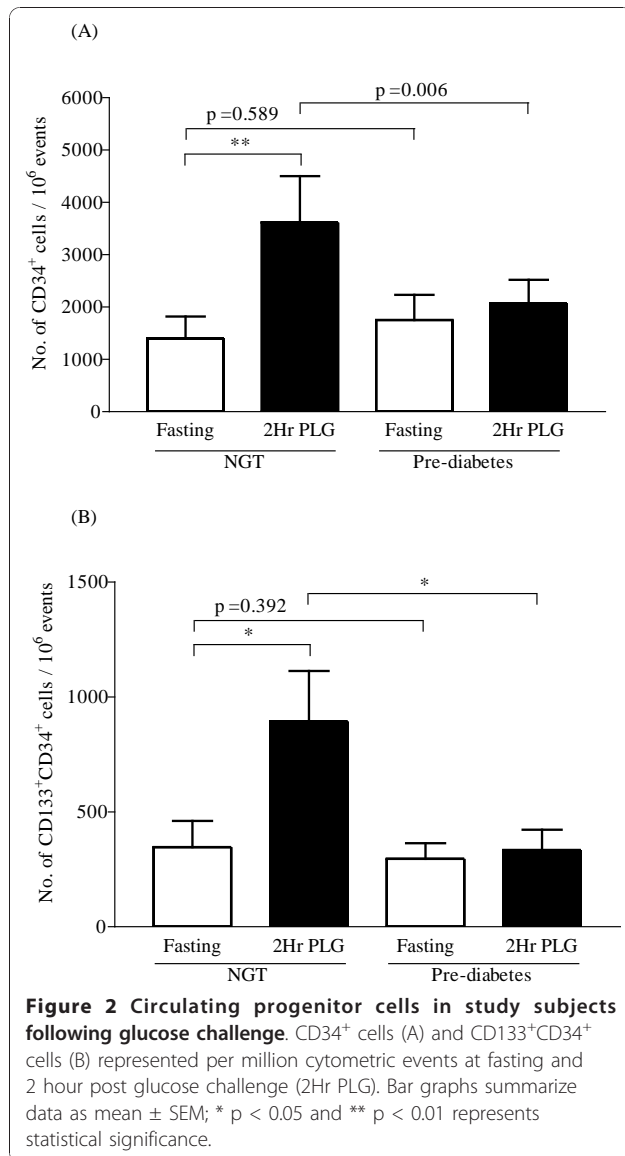 (A)
No. of CD34⁺ cells / 10⁶ events
6000
5000
4000
3000
2000
1000
0
p =0.006
p =0.589
**
Fasting 2Hr PLG Fasting 2Hr PLG
NGT Pre-diabetes
(B)
No. of CD133⁺CD34⁺ cells / 10⁶ events
1500
1000
500
0
*
p =0.392
*
Fasting 2Hr PLG Fasting 2Hr PLG
NGT Pre-diabetes
Figure 2 Circulating progenitor cells in study subjects
following glucose challenge. CD34⁺ cells (A) and CD133⁺CD34⁺
cells (B) represented per million cytometric events at fasting and
2 hour post glucose challenge (2Hr PLG). Bar graphs summarize
data as mean ± SEM; * p < 0.05 and ** p < 0.01 represents
statistical significance.